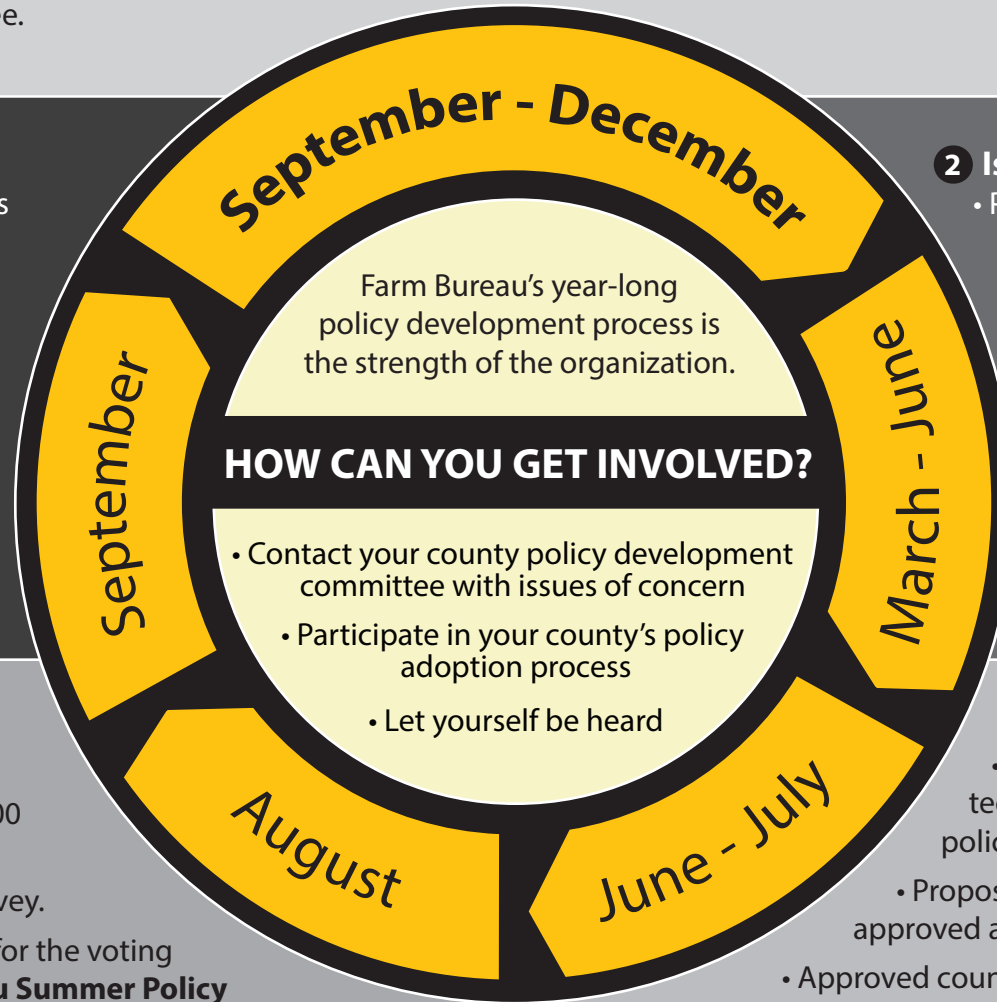 September - December
2
s
Farm Bureau's year-long
policy development process is
the strength of the organization.
March - June
September
HOW CAN YOU GET INVOLVED?
• Contact your county policy development
committee with issues of concern
• Participate in your county's policy
adoption process
• Let yourself be heard
August
June - July
00
for the voting
Summer Policy
•
• Propos
approved a
• Approved coun